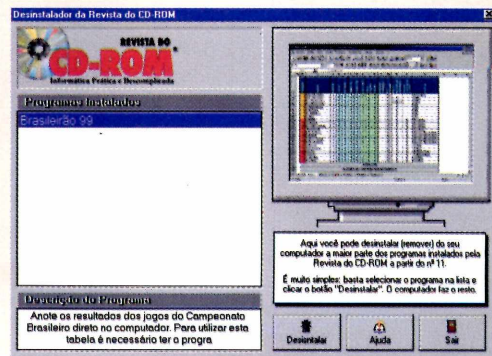 Desinstalador da Revista do CD-ROM
REVISTA DO
CD-ROM
Informática Prática e Descomplicada
Programas Instalados
Brasileirão 99
Descrição do Programa
Anote os resultados dos jogos do Campeonato
Brasileiro direto no computador. Para utilizar esta
tabela é necessário ter o progra
Aqui você pode desinstalar (remover) do seu
computador a maior parte dos programas instalados pela
Revista do CD-ROM a partir do nº 11.
É muito simples: basta selecionar o programa na lista e
clicar o botão "Desinstalar". O computador faz o resto.
Desinstalar
Ajuda
Sair